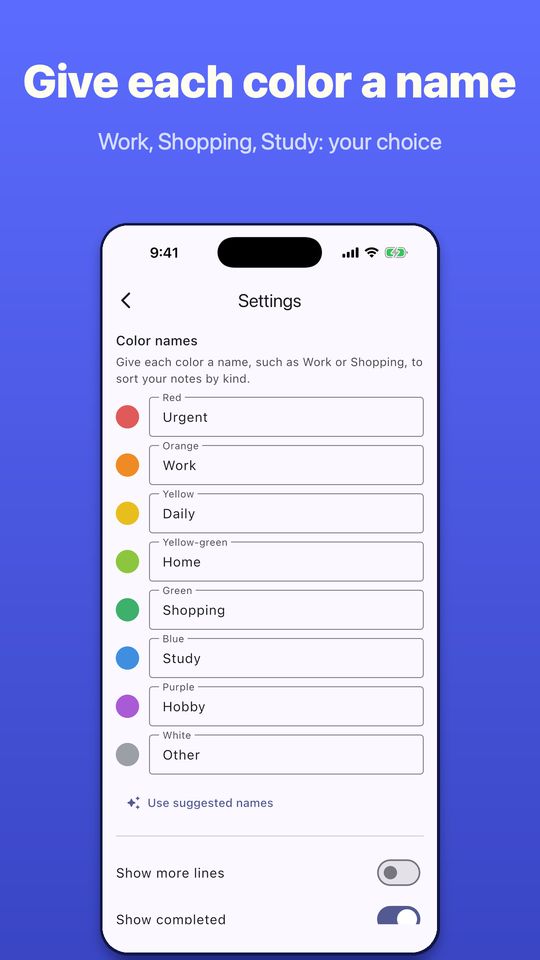 Give each color a name
Work, Shopping, Study: your choice
9:41
Settings
Color names
Give each color a name, such as Work or Shopping, to
sort your notes by kind.
Red
Urgent
Orange
Work
Yellow
Daily
Yellow-green
Home
Green
Shopping
Blue
Study
Purple
Hobby
White
Other
Use suggested names
Show more lines
Show completed